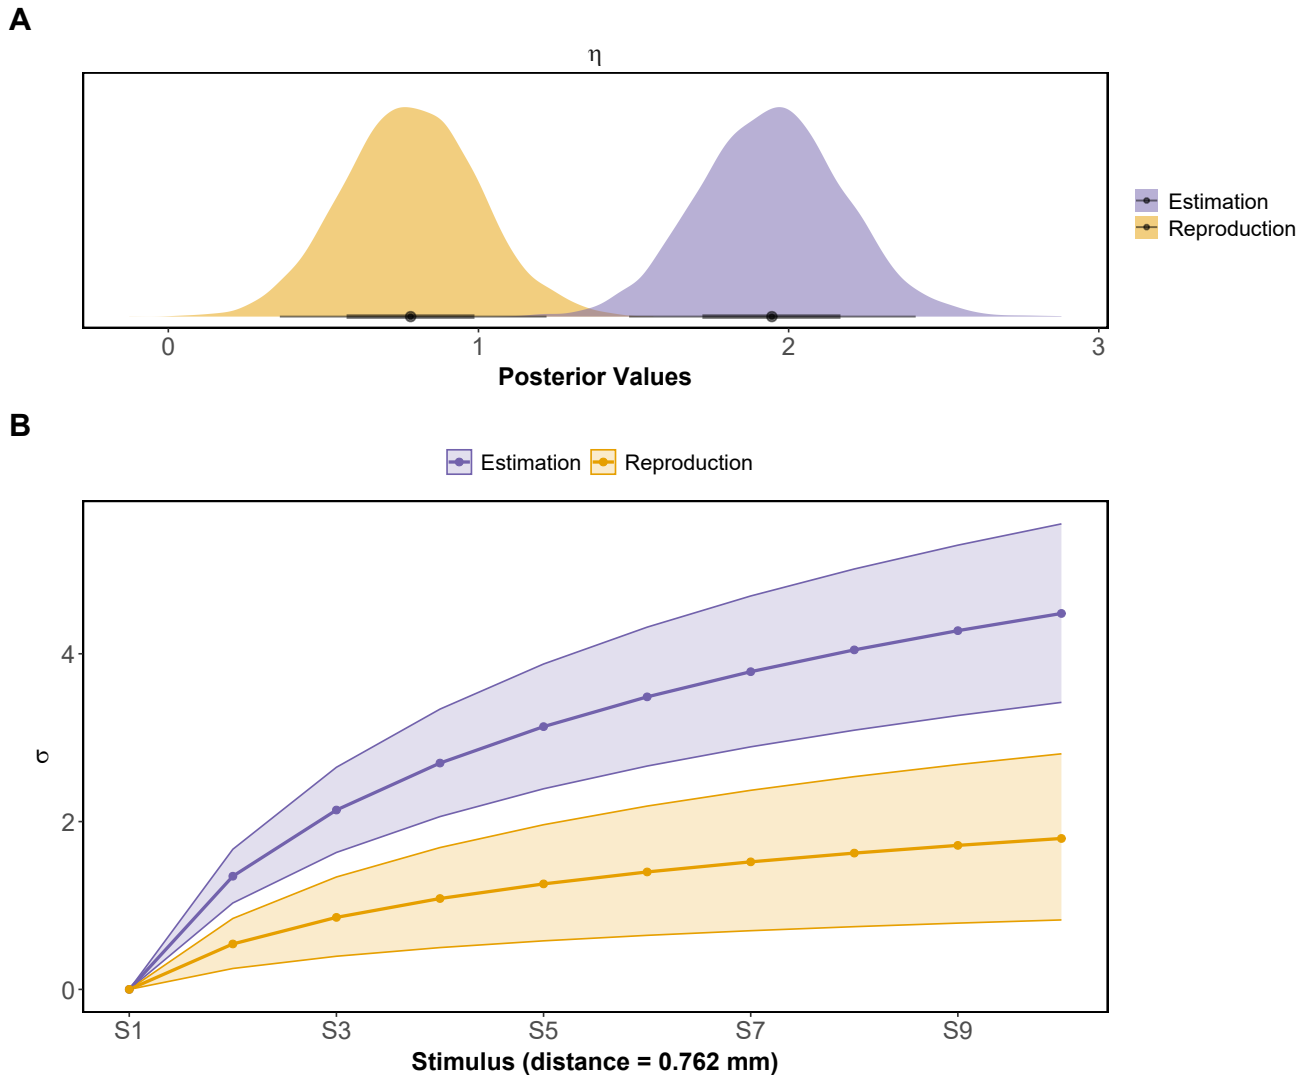 A
η
Estimation
Reproduction
0 1 2 3
Posterior Values
B
Estimation Reproduction
4
2
0
σ
S1 S3 S5 S7 S9
Stimulus (distance = 0.762 mm)